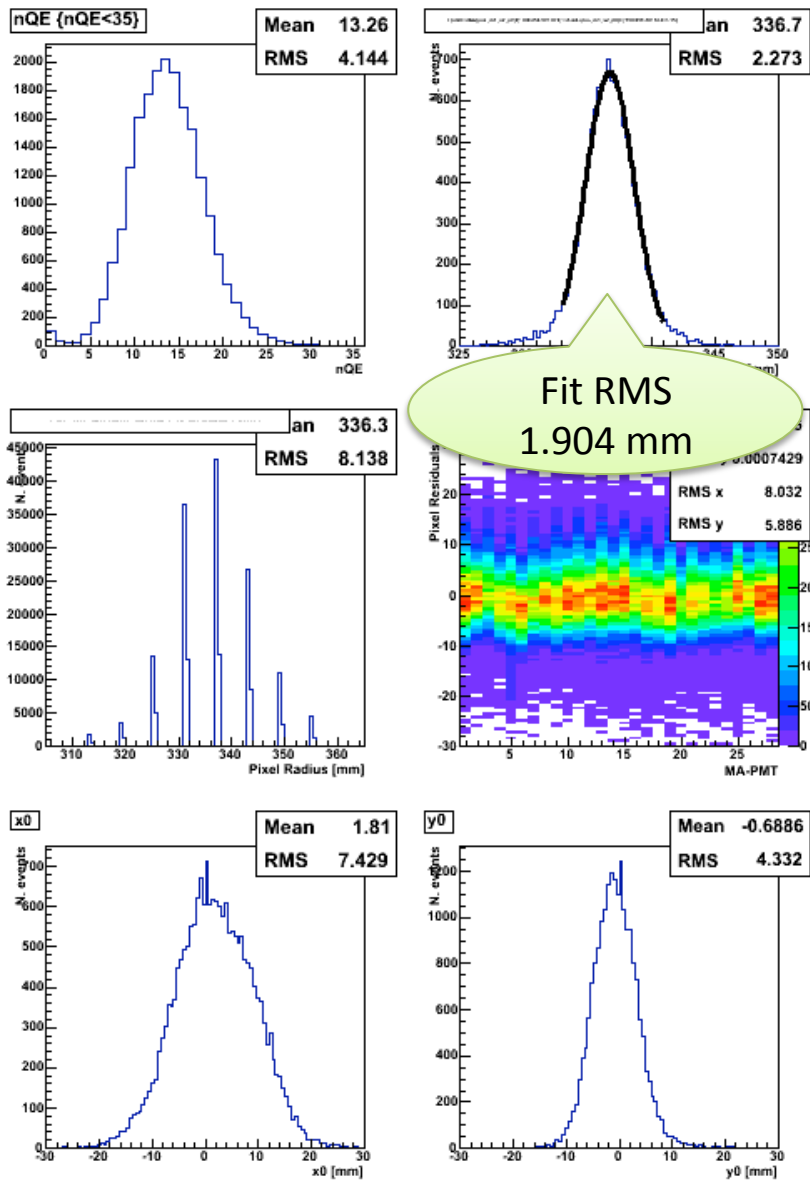 nQE {nQE<35}
Mean 13.26
RMS 4.144
2000
1800
1600
1400
1200
1000
800
600
400
200
0
0 5 10 15 20 25 30 35
nQE
an 336.7
RMS 2.273
N. events
700
600
500
400
300
200
100
0
325 345 350
mm]
Fit RMS
1.904 mm
an 336.3
RMS 8.138
N. events
45000
40000
35000
30000
25000
20000
15000
10000
5000
0
310 320 330 340 350 360
Pixel Radius [mm]
0.0007429
RMS x 8.032
RMS y 5.886
Pixel Residuals
20
10
0
-10
-20
-30
5 10 15 20 25
MA-PMT
0
x0
Mean 1.81
RMS 7.429
N. events
700
600
500
400
300
200
100
0
-30 -20 -10 0 10 20 30
x0 [mm]
y0
Mean -0.6886
RMS 4.332
N. events
1200
1000
800
600
400
200
0
-30 -20 -10 0 10 20 30
y0 [mm]